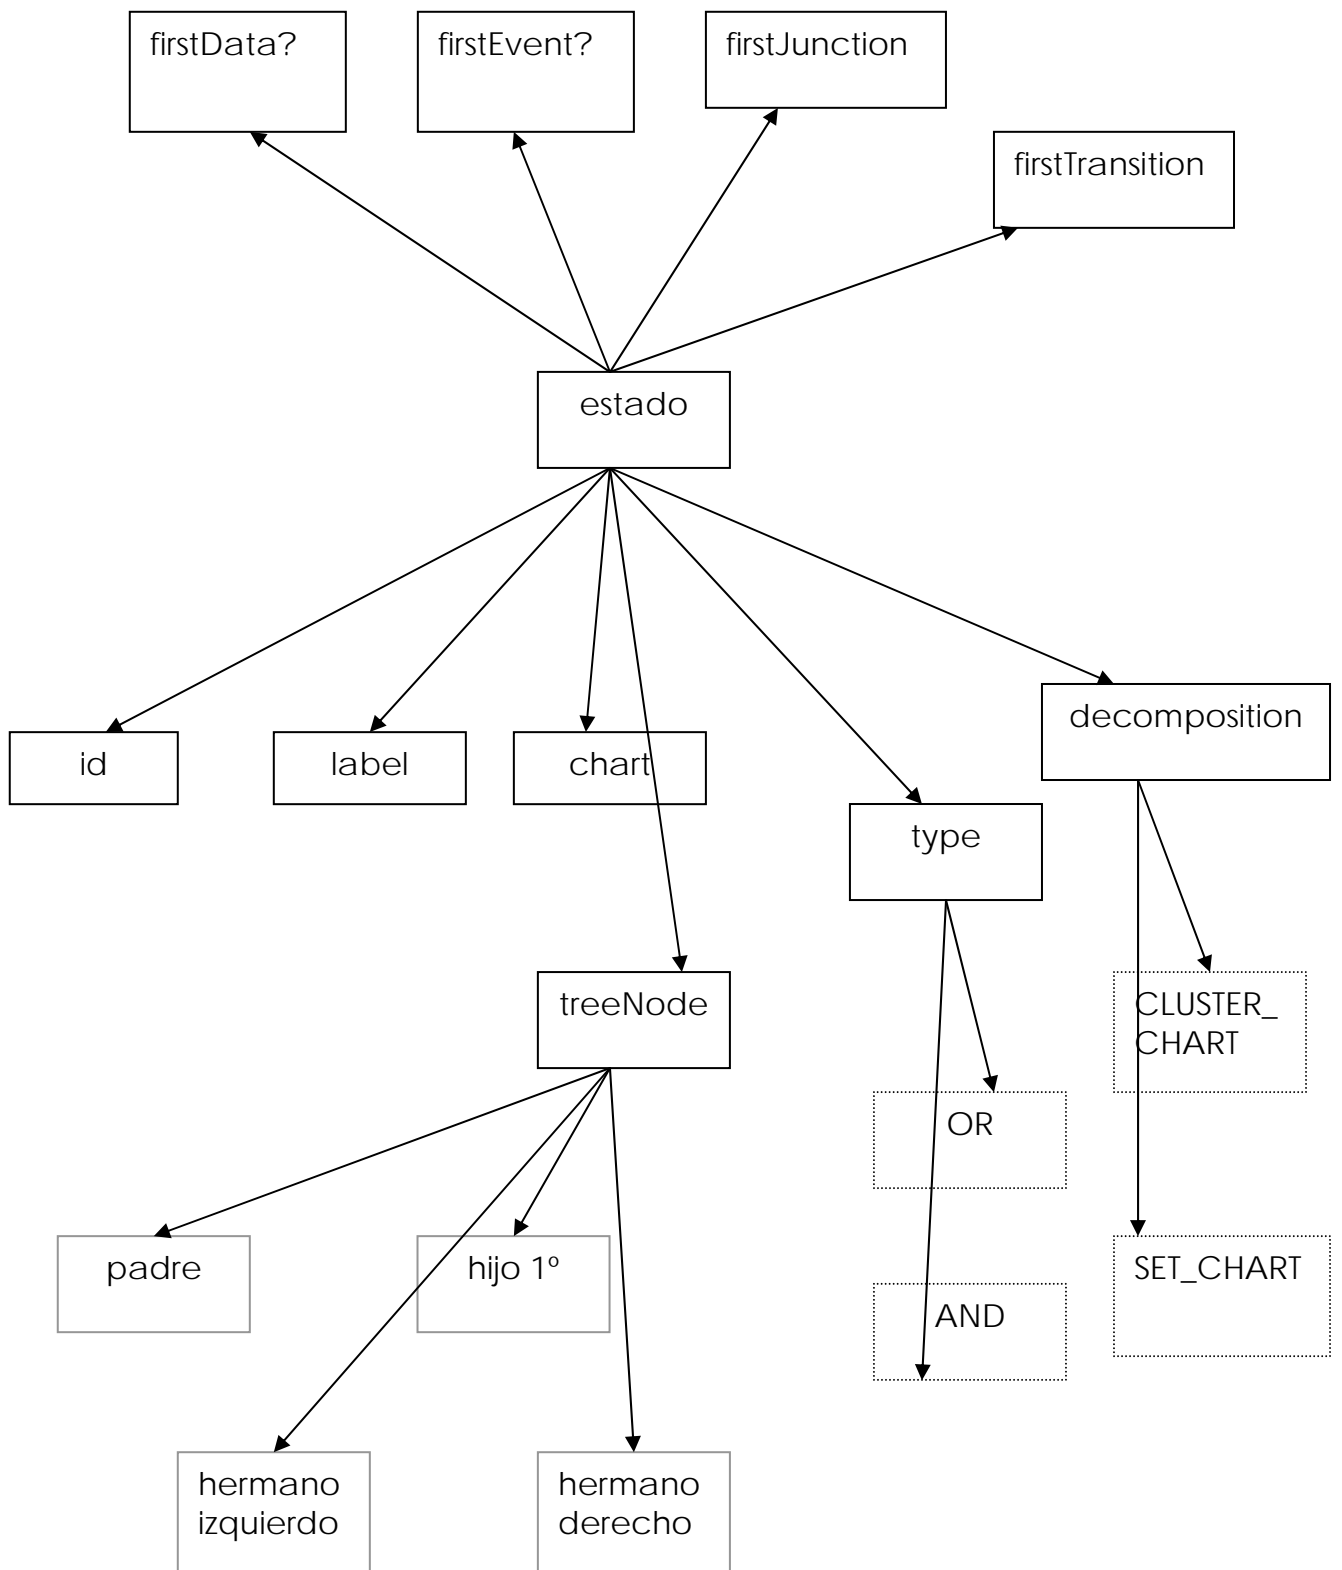 firstData?
firstEvent?
firstJunction
firstTransition
estado
id
label
chart
decomposition
type
treeNode
CLUSTER_
CHART
OR
padre
hijo 1º
SET_CHART
AND
hermano
izquierdo
hermano
derecho